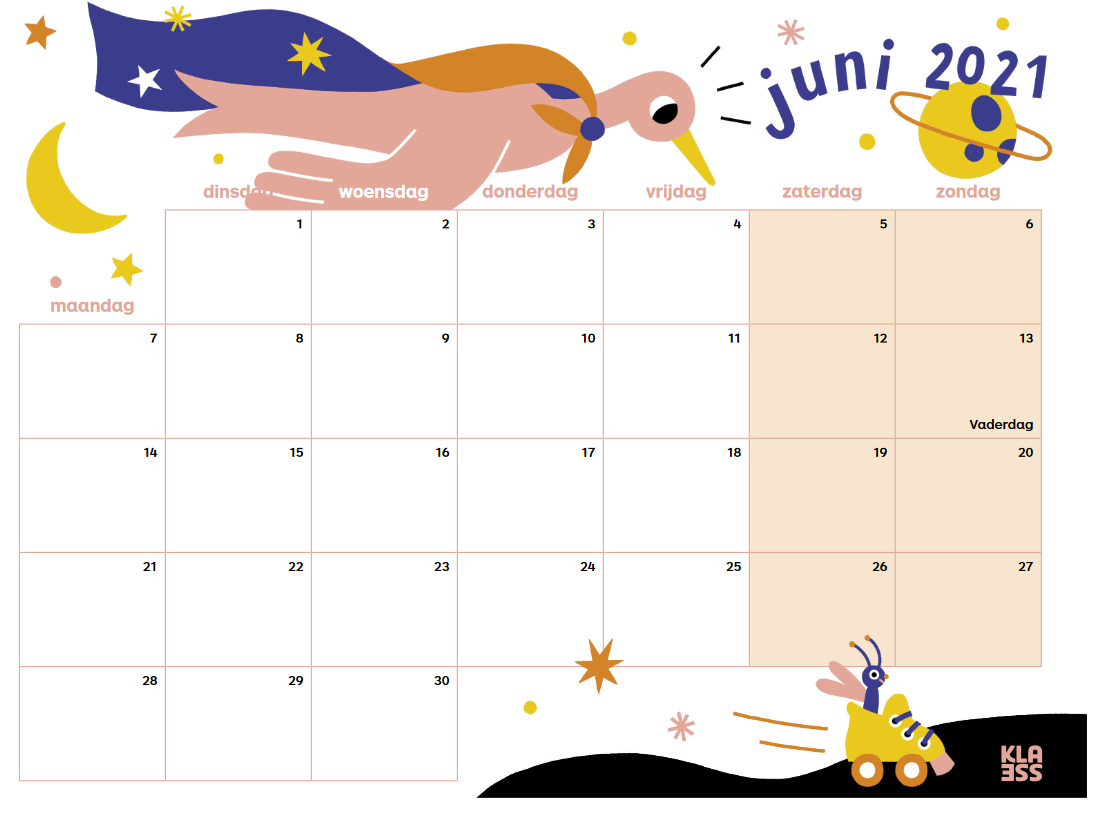 juni 2021
dinsdag woensdag donderdag vrijdag zaterdag zondag
1 2 3 4 5 6
maandag
7 8 9 10 11 12 13
Vaderdag
14 15 16 17 18 19 20
21 22 23 24 25 26 27
28 29 30
KLA
ESSE